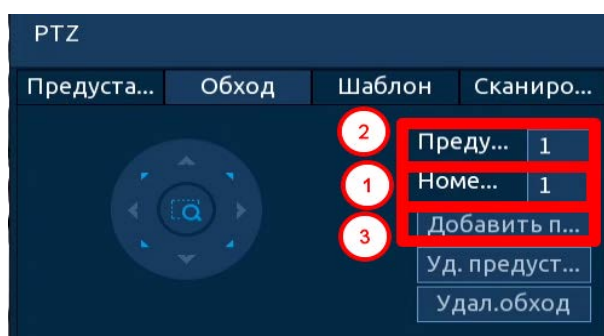 PTZ
Предуста... Обход Шаблон Сканиро...
2 Преду... 1
1 Номе... 1
3 Добавить п...
Уд. предуст...
Удал.обход